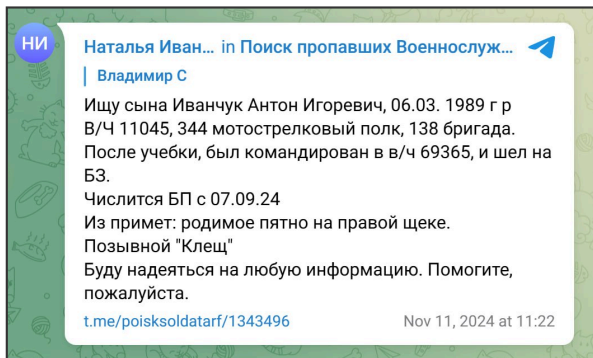 НИ
Наталья Иван... in Поиск пропавших Военнослуж...
Владимир С
Ищу сына Иванчук Антон Игоревич, 06.03. 1989 г р
В/Ч 11045, 344 мотострелковый полк, 138 бригада.
После учебки, был командирован в в/ч 69365, и шел на
БЗ.
Числится БП с 07.09.24
Из примет: родимое пятно на правой щеке.
Позывной "Клещ"
Буду надеяться на любую информацию. Помогите,
пожалуйста.
t.me/poisksoldatarf/1343496 Nov 11, 2024 at 11:22